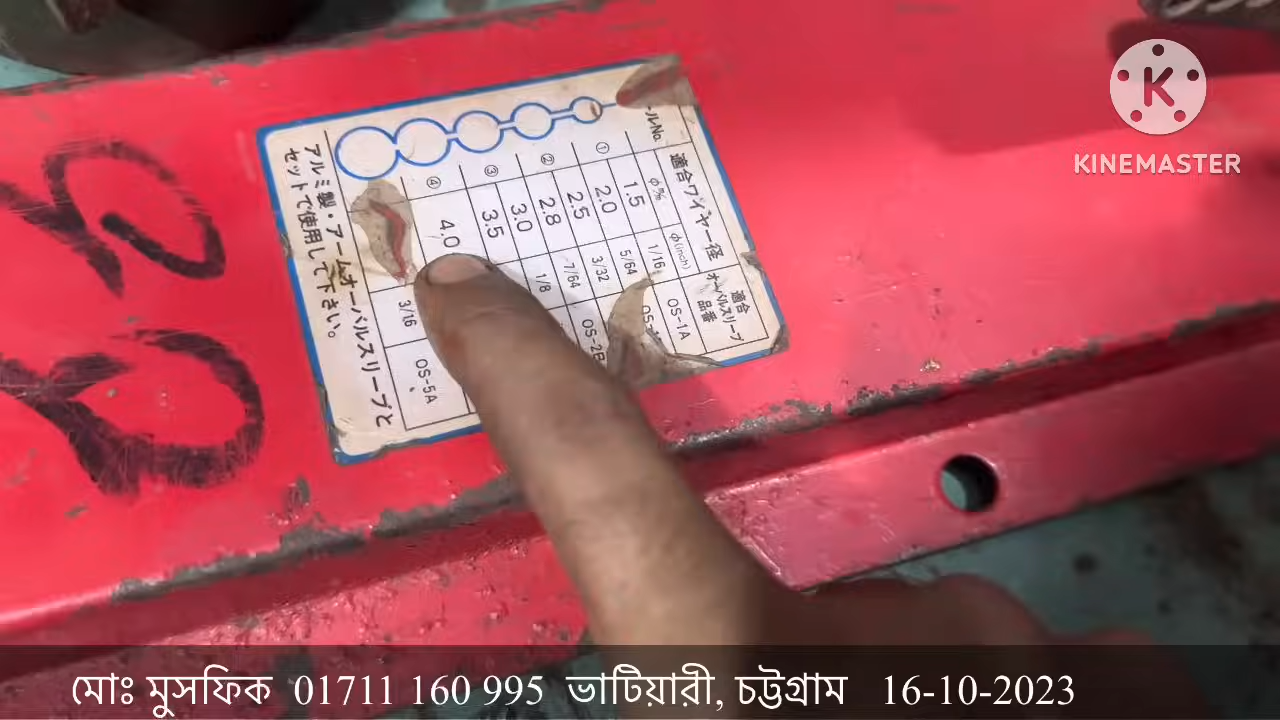 KINEMASTER
ルNo.
適合ワイヤー径
適合
オーバルスリーブ
品番
φ%
φ(inch)
①
1.5
1/16
OS-1A
2.0
5/64
②
2.5
3/32
2.8
7/64
OS-2B
③
3.0
1/8
3.5
④
4.0
3/16
OS-5A
アルミ製・アームオーバルスリーブと
セットで使用して下さい。
মোঃ মুসফিক 01711 160 995 ভাটিয়ারী, চট্টগ্রাম 16-10-2023